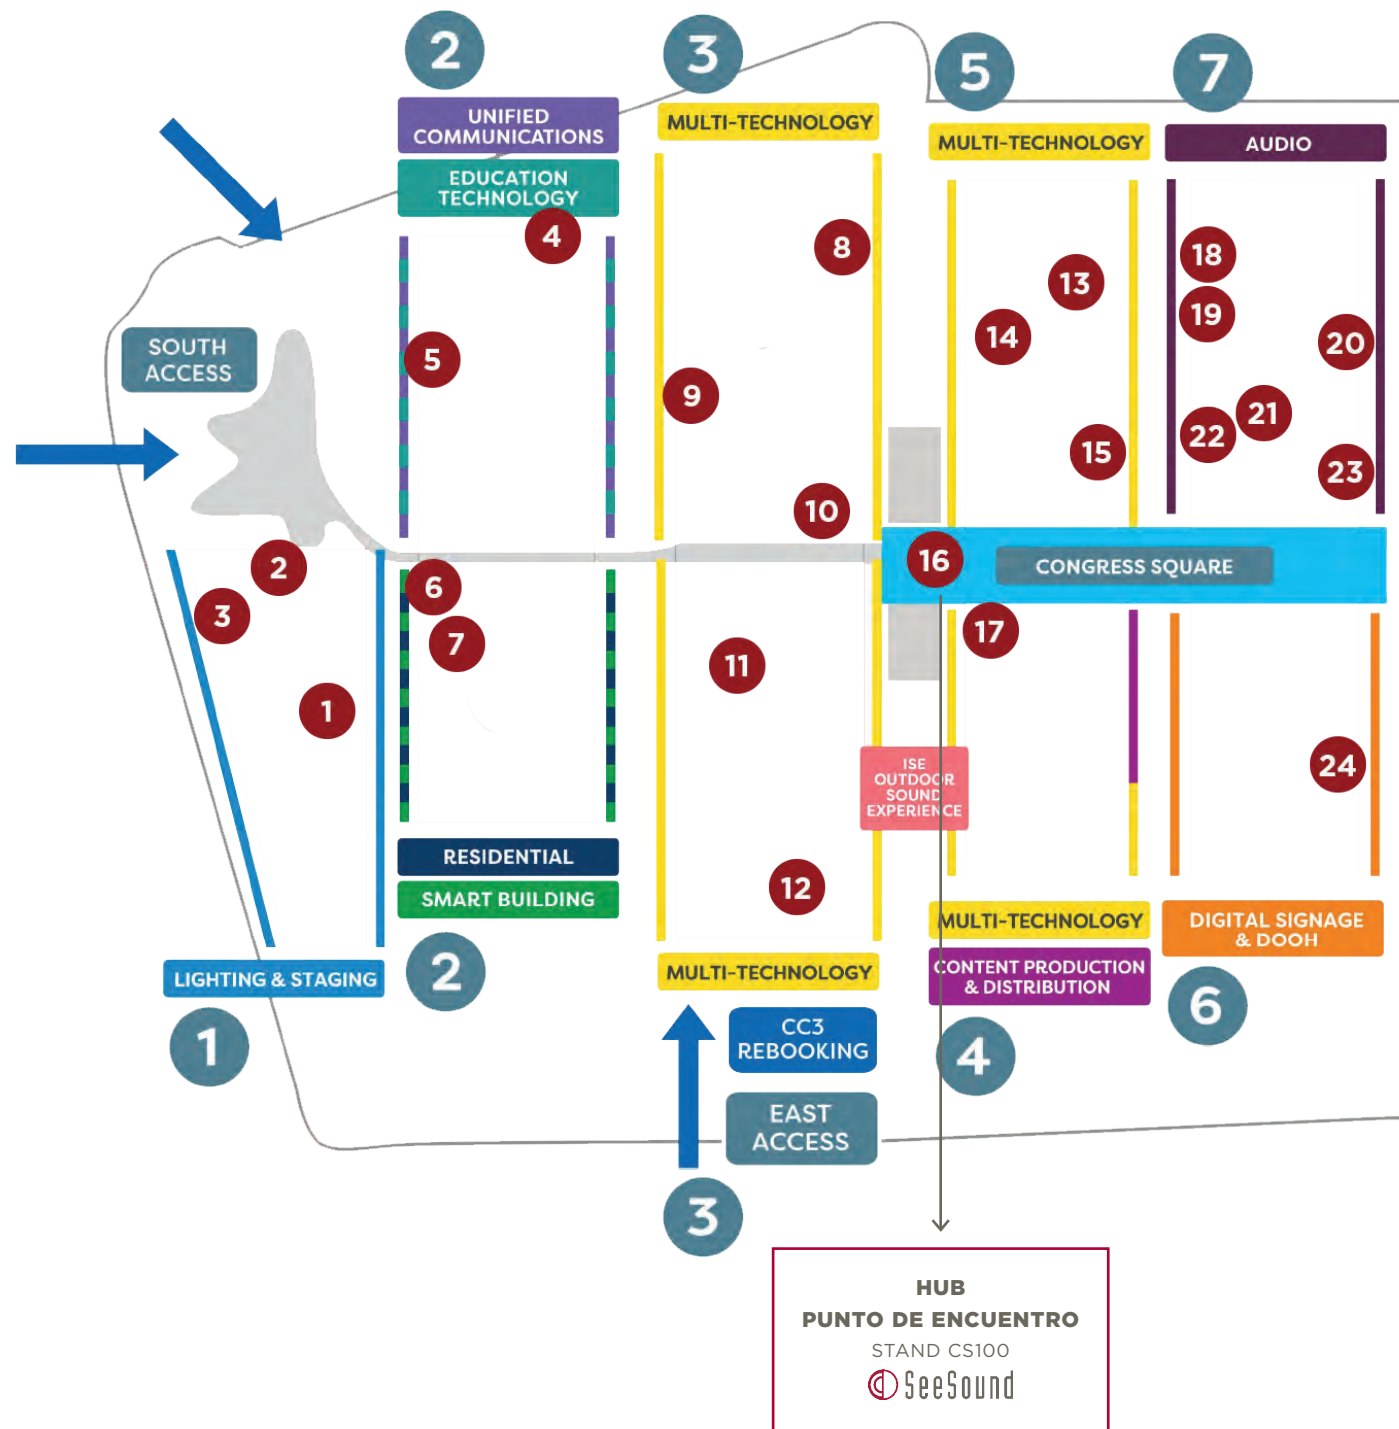 2
3
5
7
UNIFIED
COMMUNICATIONS
MULTI-TECHNOLOGY
MULTI-TECHNOLOGY
AUDIO
EDUCATION
TECHNOLOGY
4
8
18
13
19
14
20
SOUTH
ACCESS
5
9
21
22
15
23
10
16
CONGRESS SQUARE
2
6
3
7
17
11
1
24
ISE
OUTDOOR
SOUND
EXPERIENCE
12
RESIDENTIAL
SMART BUILDING
MULTI-TECHNOLOGY
DIGITAL SIGNAGE
& DOOH
LIGHTING & STAGING
2
MULTI-TECHNOLOGY
CONTENT PRODUCTION
& DISTRIBUTION
6
1
CC3
REBOOKING
4
EAST
ACCESS
3
HUB
PUNTO DE ENCUENTRO
STAND CS100
SeeSound